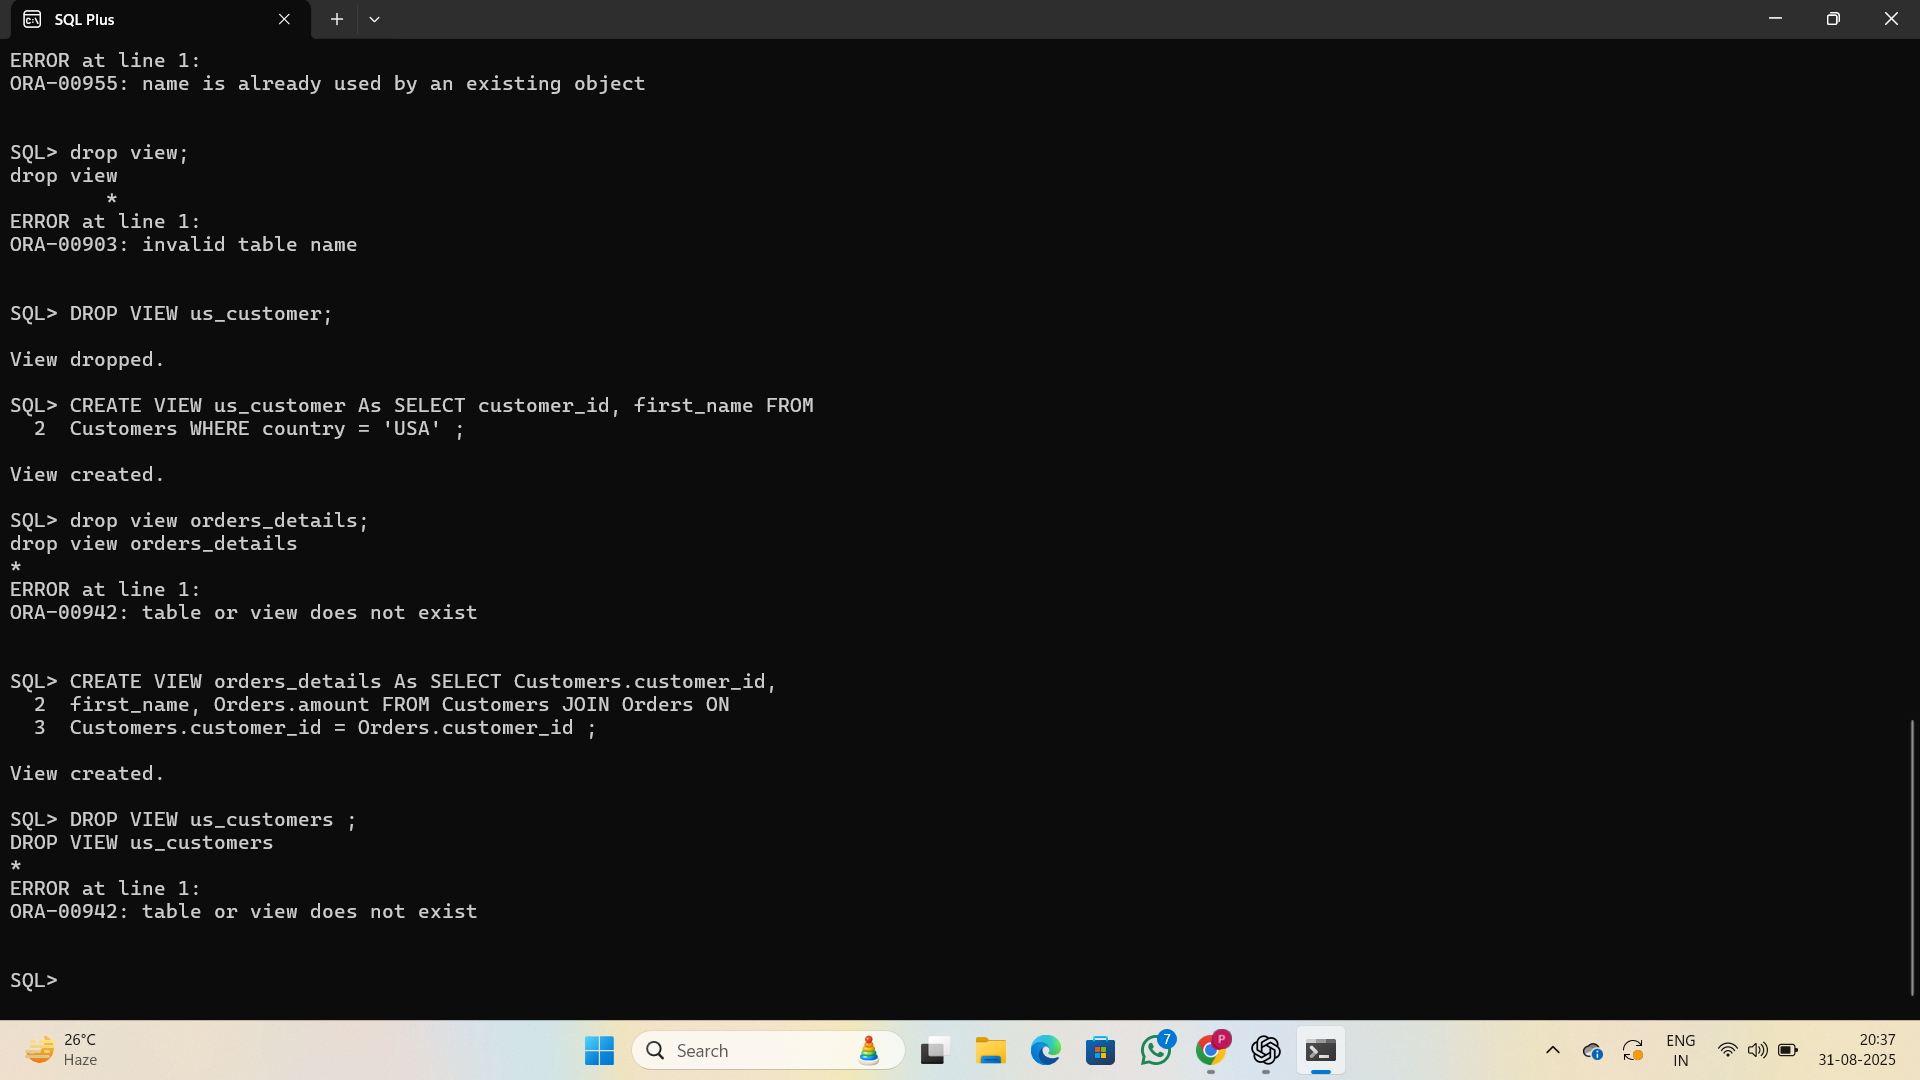 SQL Plus
ERROR at line 1:
ORA-00955: name is already used by an existing object
SQL> drop view;
drop view
*
ERROR at line 1:
ORA-00903: invalid table name
SQL> DROP VIEW us_customer;
View dropped.
SQL> CREATE VIEW us_customer As SELECT customer_id, first_name FROM
2 Customers WHERE country = 'USA' ;
View created.
SQL> drop view orders_details;
drop view orders_details
*
ERROR at line 1:
ORA-00942: table or view does not exist
SQL> CREATE VIEW orders_details As SELECT Customers.customer_id,
2 first_name, Orders.amount FROM Customers JOIN Orders ON
3 Customers.customer_id = Orders.customer_id ;
View created.
SQL> DROP VIEW us_customers ;
DROP VIEW us_customers
*
ERROR at line 1:
ORA-00942: table or view does not exist
SQL>
26°C
Haze
Search
7
P
ENG
IN
20:37
31-08-2025